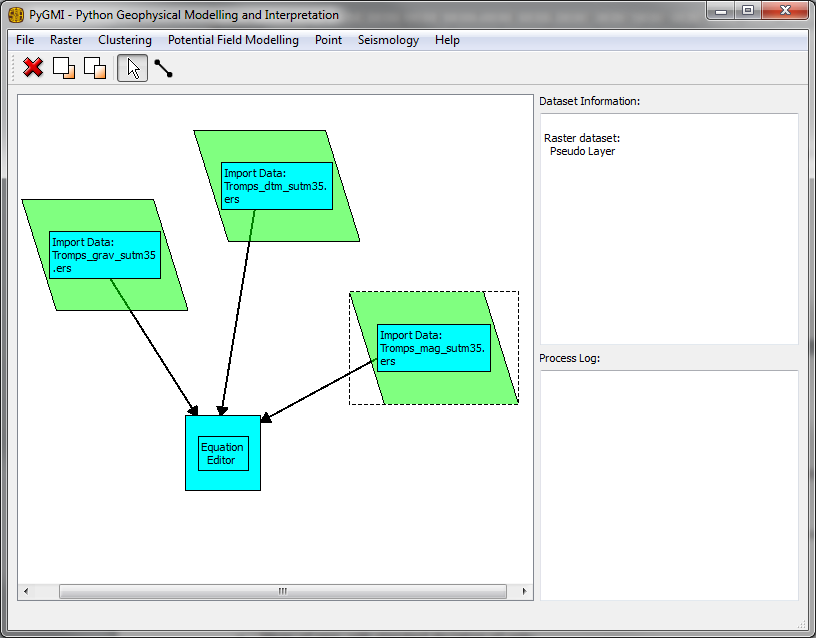 PyGMI - Python Geophysical Modelling and Interpretation
File Raster Clustering Potential Field Modelling Point Seismology Help
Dataset Information:
Raster dataset:
Pseudo Layer
Import Data:
Tromps_dtm_sutm35.
ers
Import Data:
Tromps_grav_sutm35
.ers
Import Data:
Tromps_mag_sutm35.
ers
Process Log:
Equation
Editor